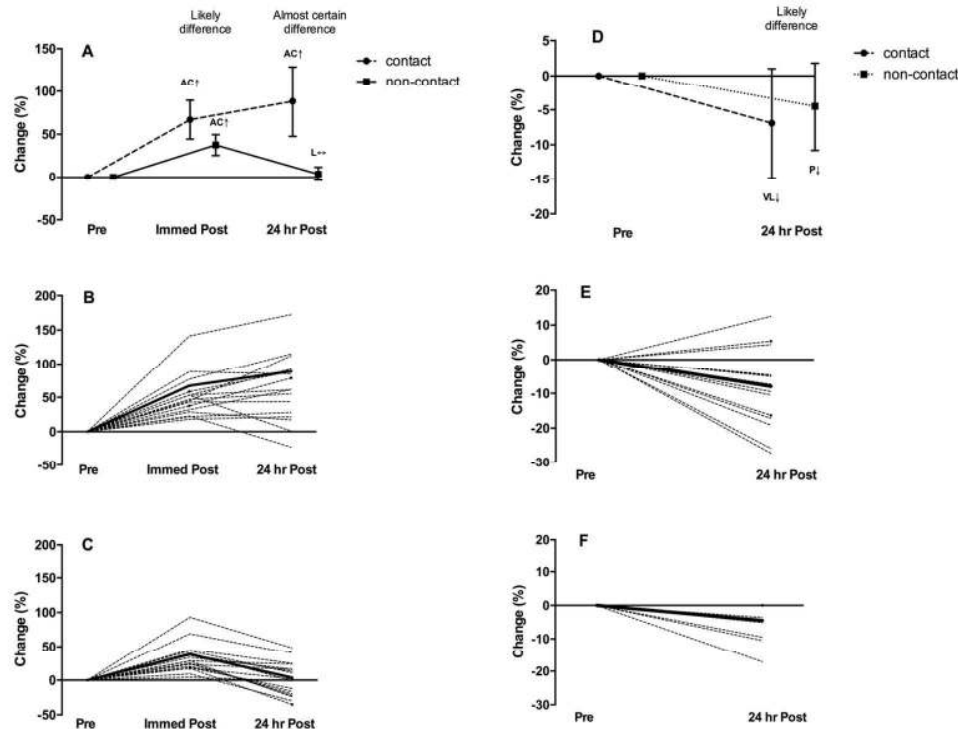 Likely
difference
Almost certain
difference
A
150
100
50
0
-50
Change (%)
AC↑
AC↑
AC↑
L↔
contact
non-contact
Pre
Immed Post
24 hr Post
Likely
difference
D
5
0
-5
-10
-15
-20
Change (%)
VL↓
P↓
contact
non-contact
Pre
24 hr Post
B
200
150
100
50
0
-50
Change (%)
Pre
Immed Post
24 hr Post
E
20
10
0
-10
-20
-30
Change (%)
Pre
24 hr Post
C
200
150
100
50
0
-50
Change (%)
Pre
Immed Post
24 hr Post
F
20
10
0
-10
-20
-30
Change (%)
Pre
24 hr Post